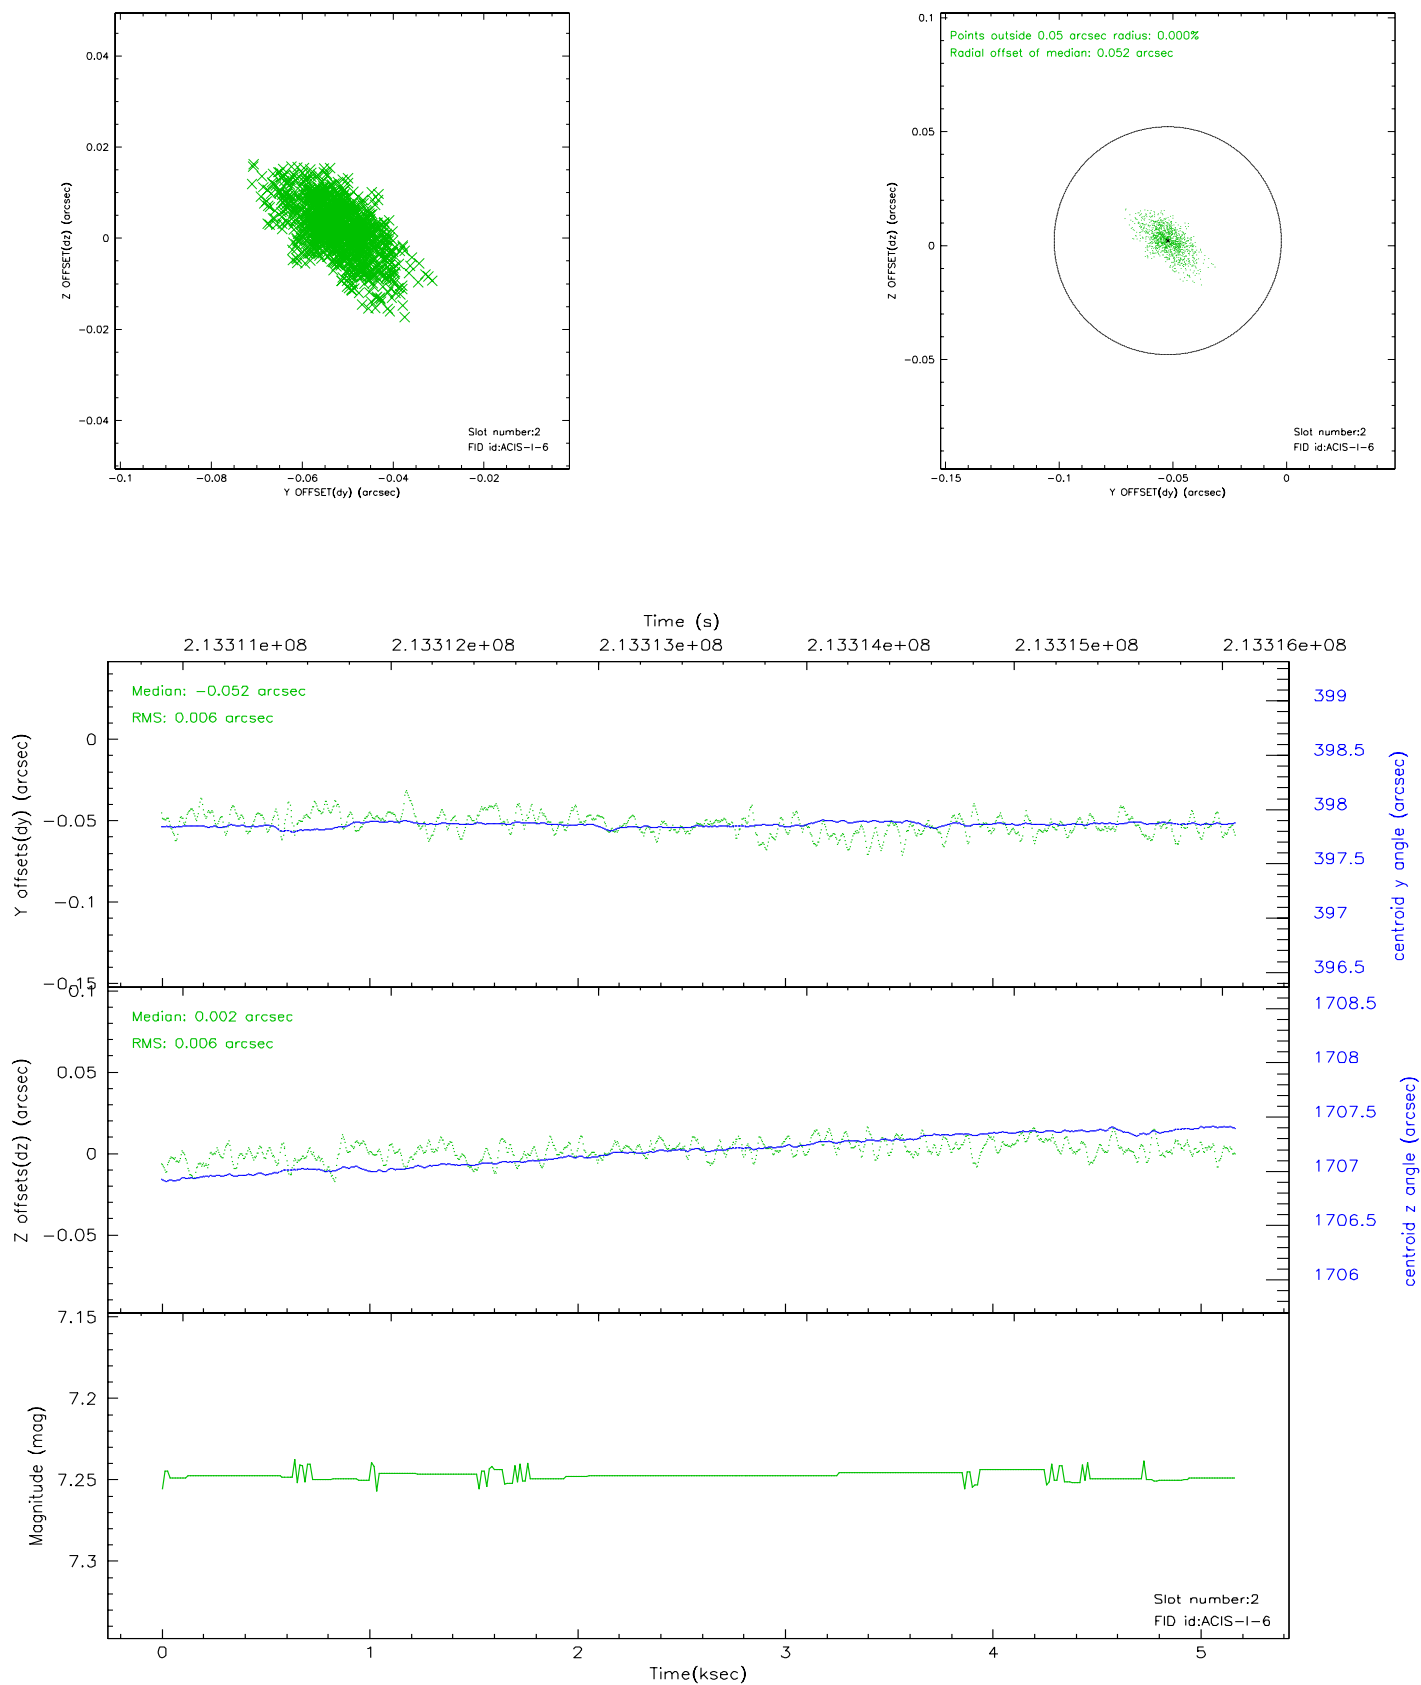 0.04
0.02
0
-0.02
-0.04
Z OFFSET(dz) (arcsec)
Slot number:2
FID id:ACIS-I-6
-0.1 -0.08 -0.06 -0.04 -0.02
Y OFFSET(dy) (arcsec)
0.1
Points outside 0.05 arcsec radius: 0.000%
Radial offset of median: 0.052 arcsec
0.05
0
-0.05
Z OFFSET(dz) (arcsec)
Slot number:2
FID id:ACIS-I-6
-0.15 -0.1 -0.05 0
Y OFFSET(dy) (arcsec)
Time (s)
2.13311e+08 2.13312e+08 2.13313e+08 2.13314e+08 2.13315e+08 2.13316e+08
Median: -0.052 arcsec
RMS: 0.006 arcsec
0
-0.05
-0.1
-0.15
Y offsets(dy) (arcsec)
399
398.5
398
397.5
397
396.5
centroid y angle (arcsec)
0.1
Median: 0.002 arcsec
RMS: 0.006 arcsec
0.05
0
-0.05
Z offsets(dz) (arcsec)
1708.5
1708
1707.5
1707
1706.5
1706
centroid z angle (arcsec)
7.15
7.2
7.25
7.3
Magnitude (mag)
Slot number:2
FID id:ACIS-I-6
0 1 2 3 4 5
Time(ksec)